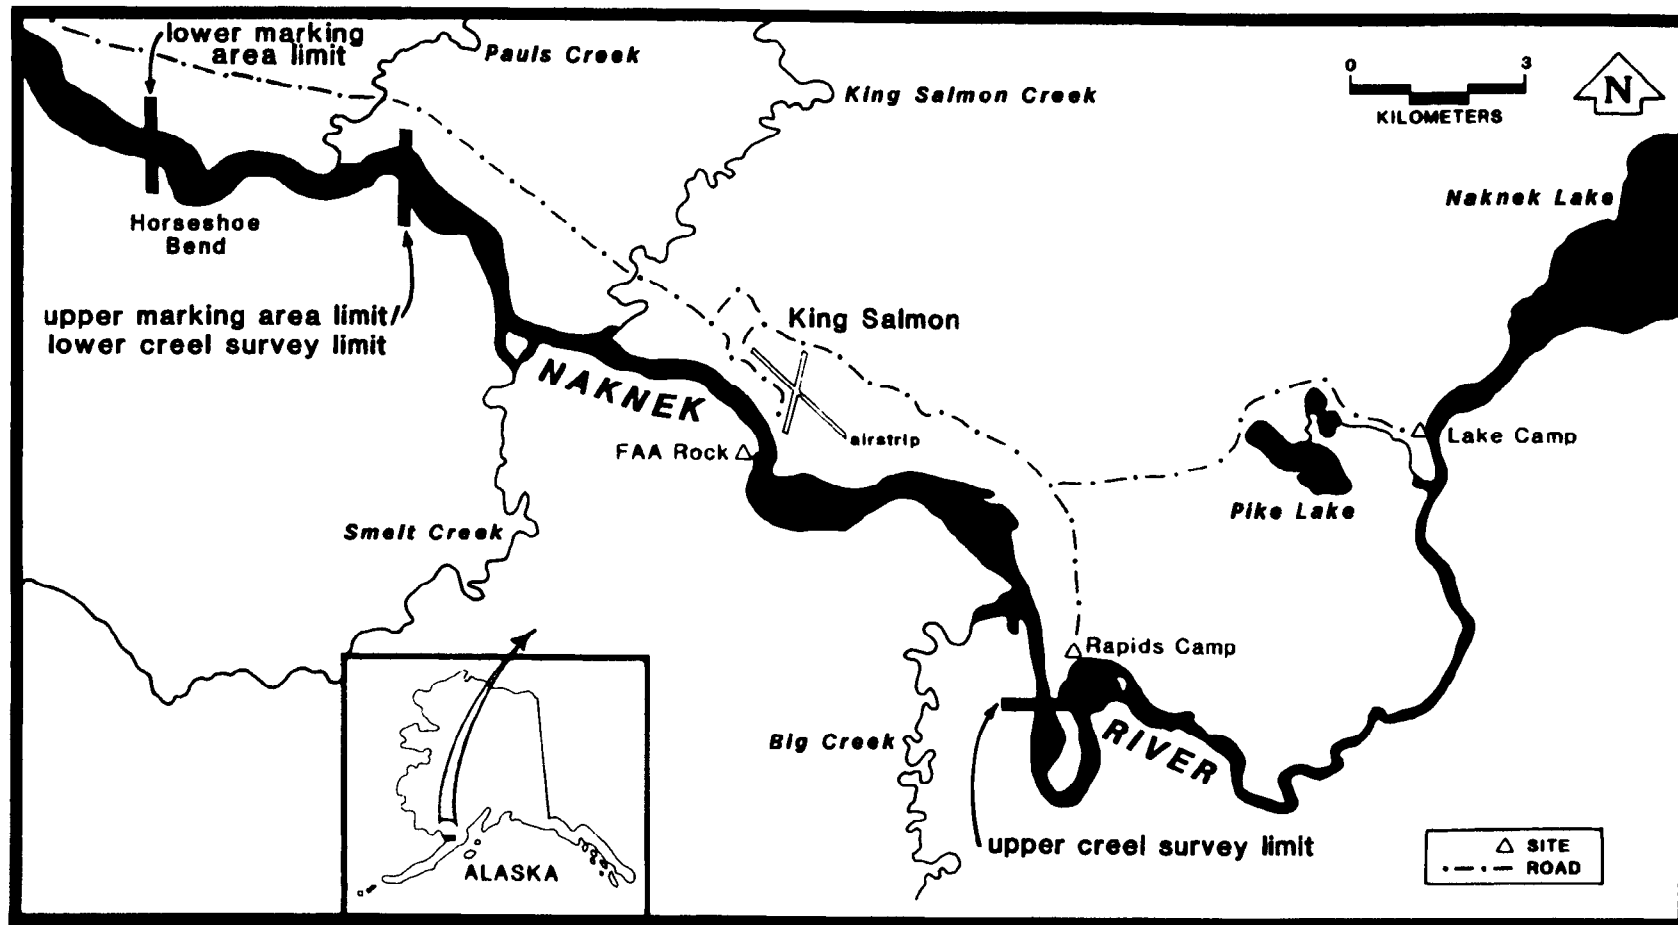 lower marking
area limit
Pauls Creek
King Salmon Creek
0 3
KILOMETERS
N
Naknek Lake
Horseshoe
Bend
upper marking area limit/
lower creel survey limit
King Salmon
NAKNEK
airstrip
FAA Rock
Lake Camp
Pike Lake
Smelt Creek
Rapids Camp
Big Creek
RIVER
upper creel survey limit
ALASKA
SITE
ROAD